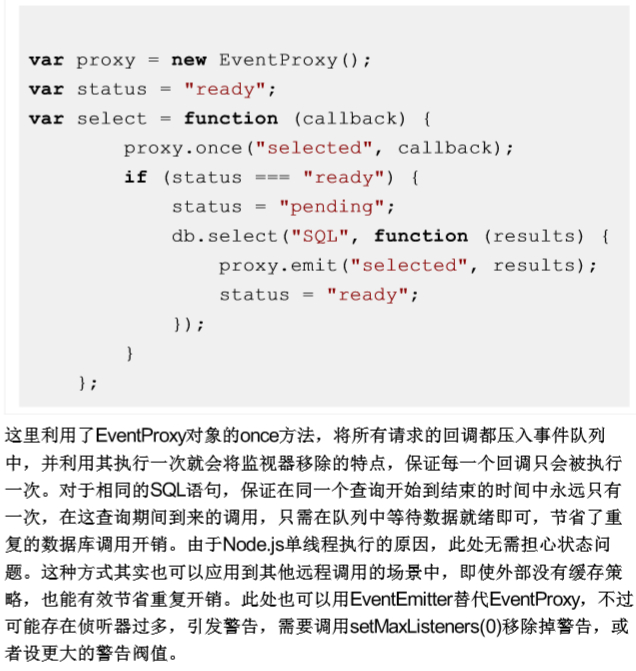 var proxy = new EventProxy();
var status = "ready";
var select = function (callback) {
        proxy.once("selected", callback);
        if (status === "ready") {
            status = "pending";
            db.select("SQL", function (results) {
                proxy.emit("selected", results);
                status = "ready";
            });
        }
    };
这里利用了EventProxy对象的once方法，将所有请求的回调都压入事件队列
中，并利用其执行一次就会将监视器移除的特点，保证每一个回调只会被执行
一次。对于相同的SQL语句，保证在同一个查询开始到结束的时间中永远只有
一次，在这查询期间到来的调用，只需在队列中等待数据就绪即可，节省了重
复的数据库调用开销。由于Node.js单线程执行的原因，此处无需担心状态问
题。这种方式其实也可以应用到其他远程调用的场景中，即使外部没有缓存策
略，也能有效节省重复开销。此处也可以用EventEmitter替代EventProxy，不过
可能存在侦听器过多，引发警告，需要调用setMaxListeners(0)移除掉警告，或
者设更大的警告阀值。